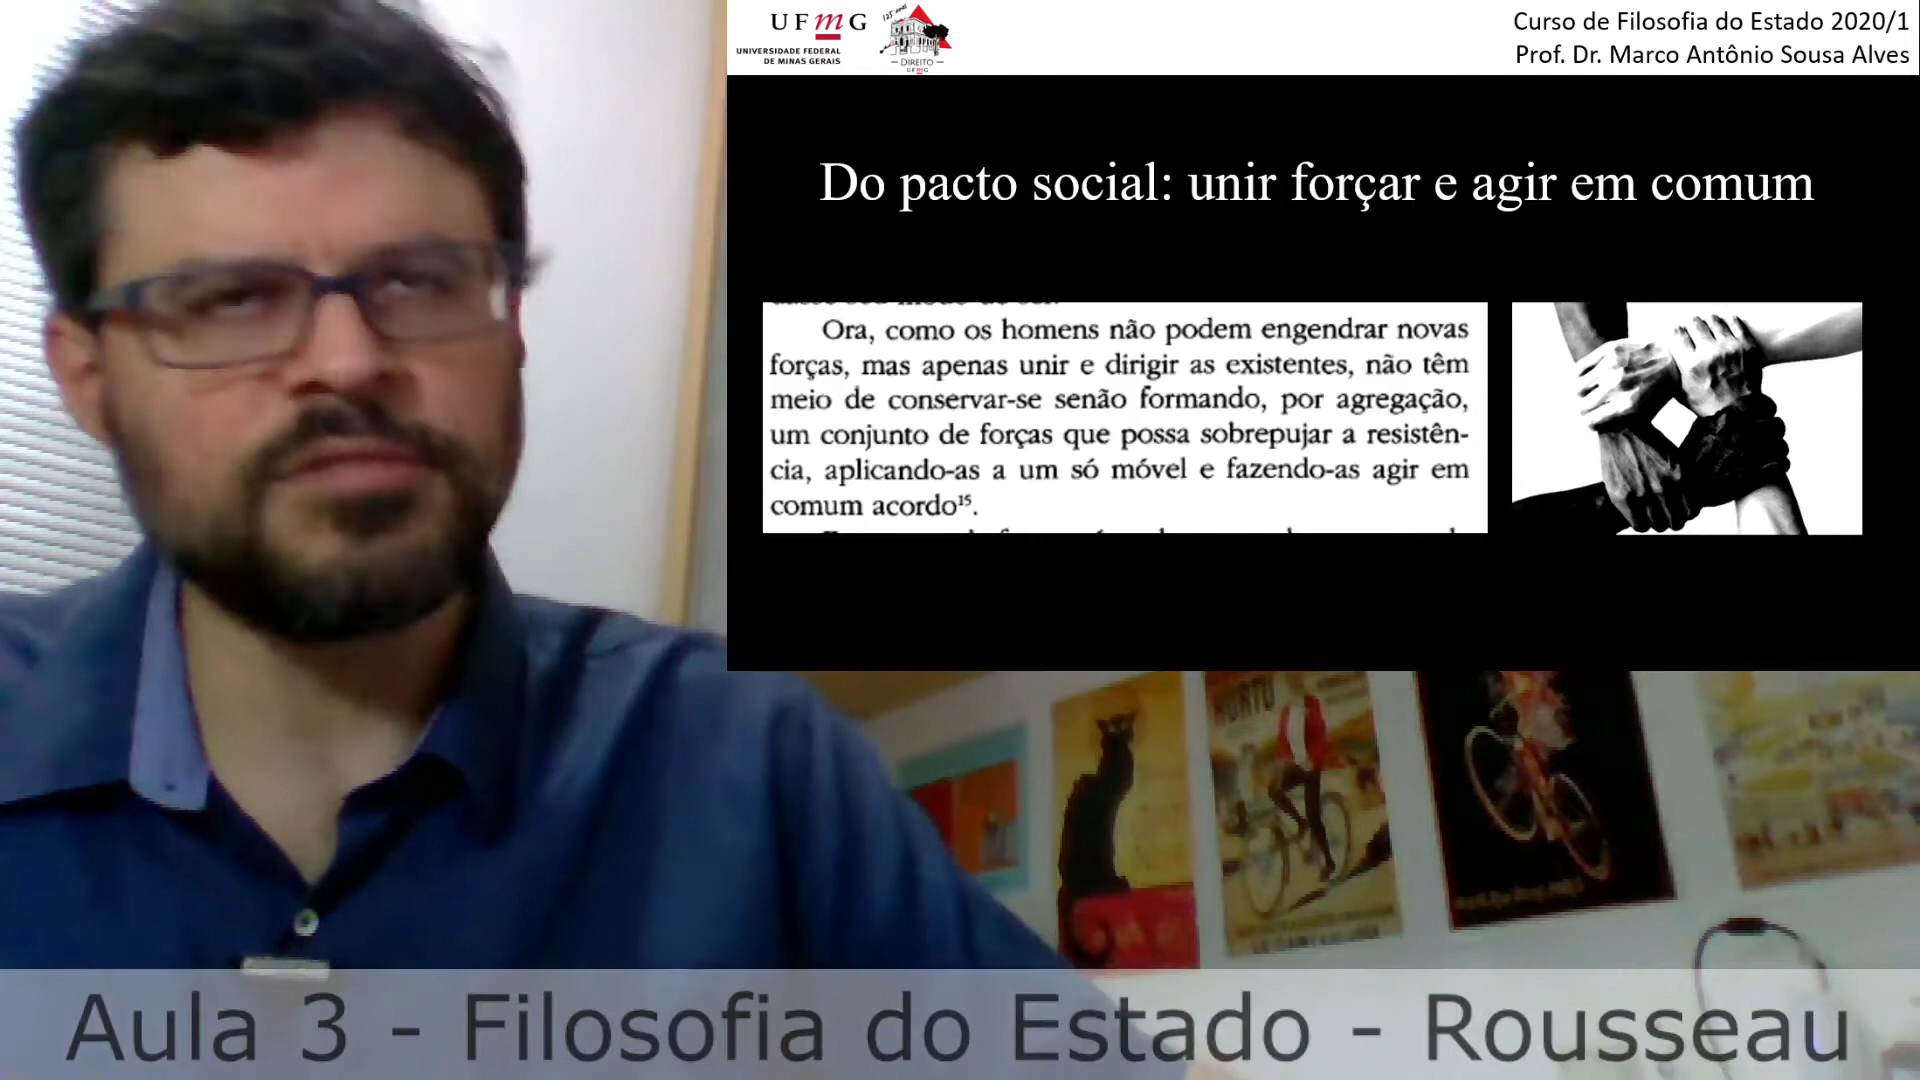 UFmG
UNIVERSIDADE FEDERAL
DE MINAS GERAIS
125 anos
DIREITO
UFmG
Curso de Filosofia do Estado 2020/1
Prof. Dr. Marco Antônio Sousa Alves
Do pacto social: unir forçar e agir em comum
Ora, como os homens não podem engendrar novas
forças, mas apenas unir e dirigir as existentes, não têm
meio de conservar-se senão formando, por agregação,
um conjunto de forças que possa sobrepujar a resistên-
cia, aplicando-as a um só móvel e fazendo-as agir em
comum acordo¹⁵.
Aula 3 - Filosofia do Estado - Rousseau